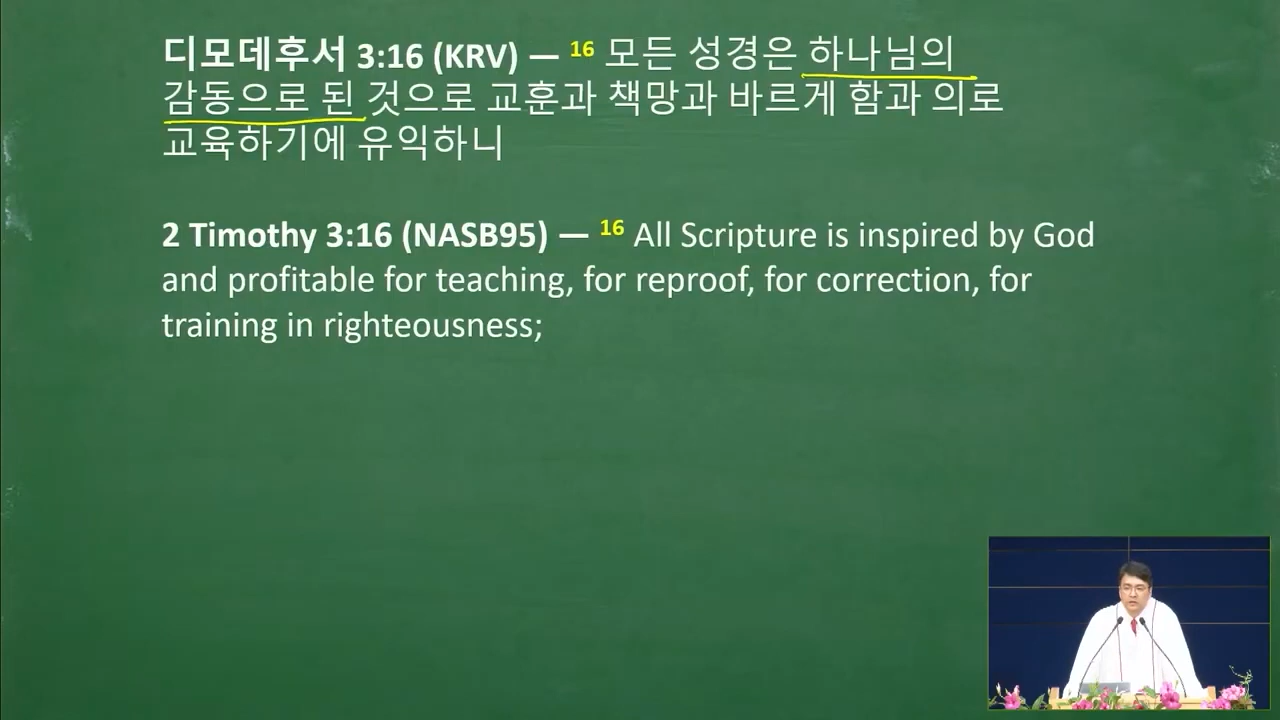 디모데후서 3:16 (KRV) — 16 모든 성경은 하나님의
감동으로 된 것으로 교훈과 책망과 바르게 함과 의로
교육하기에 유익하니
2 Timothy 3:16 (NASB95) — 16 All Scripture is inspired by God
and profitable for teaching, for reproof, for correction, for
training in righteousness;